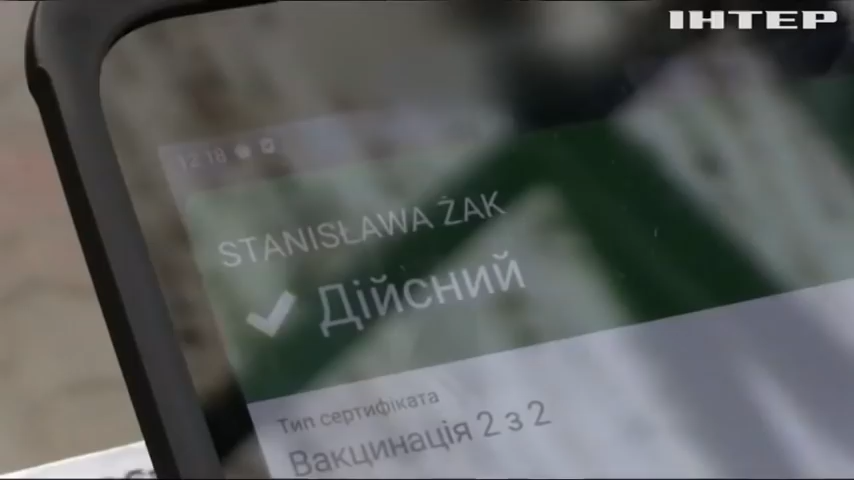 ІНТЕР
12 18
STANISŁAWA ŻAK
Дійсний
Тип сертифіката
Вакцинація 2 з 2